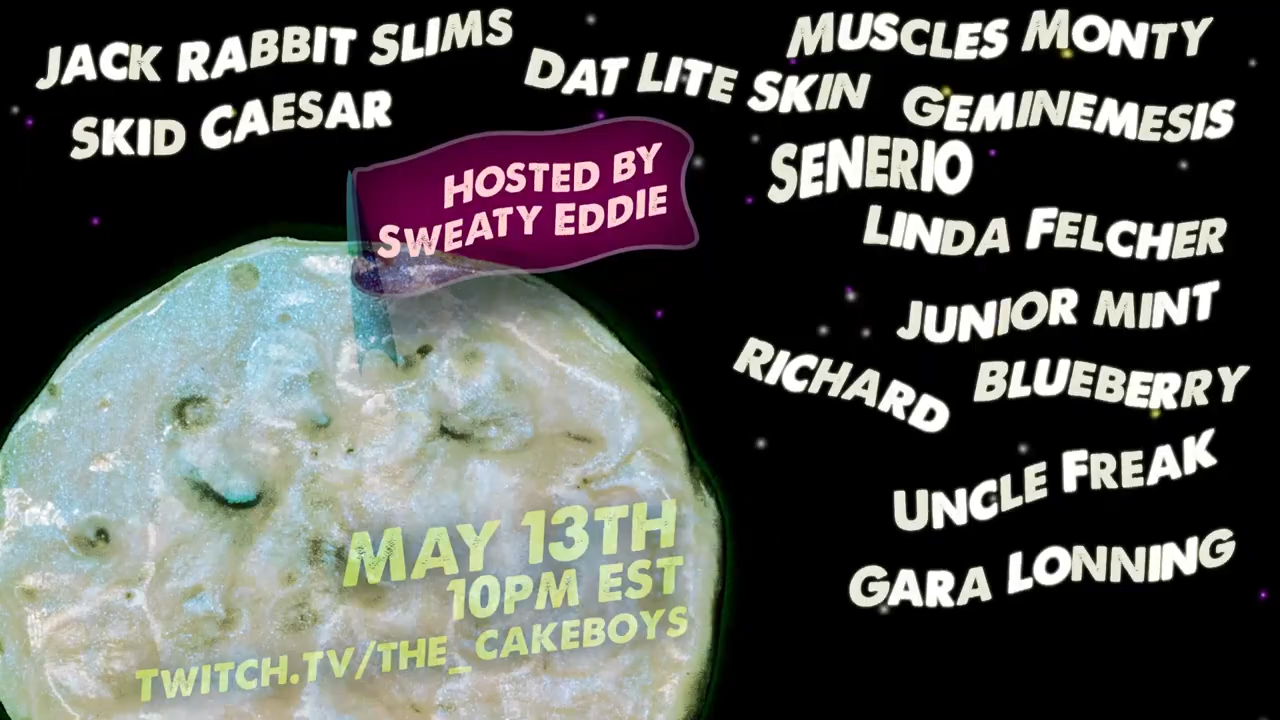 JACK RABBIT SLIMS
SKID CAESAR
DAT LITE SKIN
MUSCLES MONTY
GEMINEMESIS
SENERIO
LINDA FELCHER
JUNIOR MINT
RICHARD
BLUEBERRY
UNCLE FREAK
GARA LONNING
HOSTED BY
SWEATY EDDIE
MAY 13TH
10PM EST
TWITCH.TV/THE_CAKEBOYS